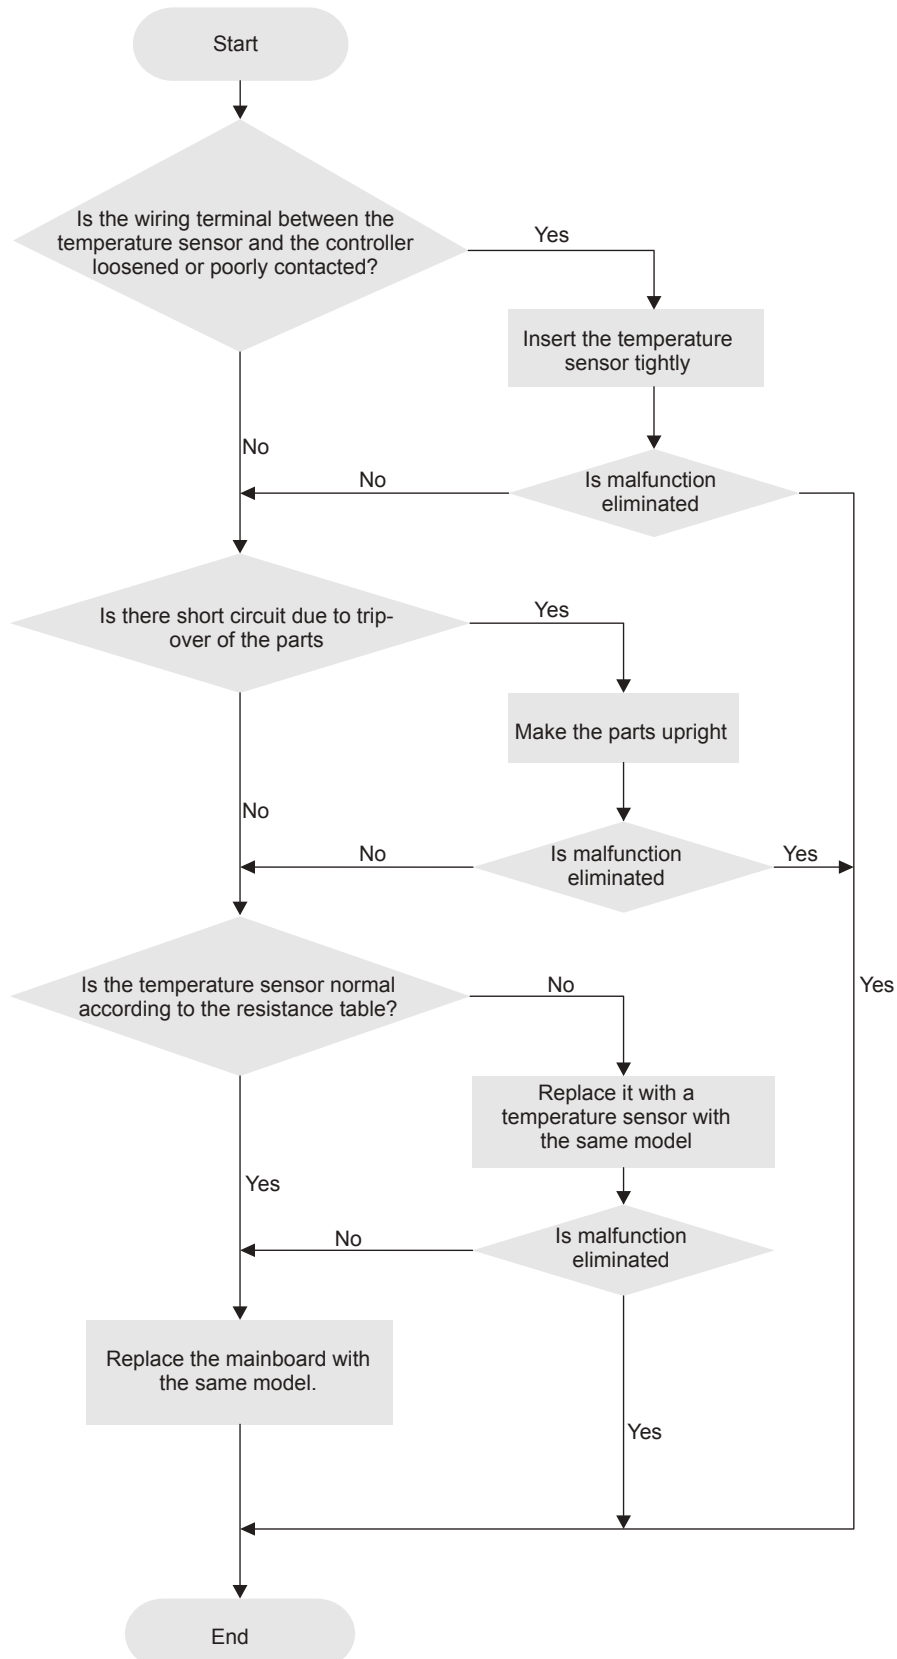 Start
Is the wiring terminal between the
temperature sensor and the controller
loosened or poorly contacted?
Yes
Insert the temperature
sensor tightly
No
No
Is malfunction
eliminated
Is there short circuit due to trip-
over of the parts
Yes
Make the parts upright
No
No
Is malfunction
eliminated
Yes
Is the temperature sensor normal
according to the resistance table?
No
Yes
Replace it with a
temperature sensor with
the same model
Yes
No
Is malfunction
eliminated
Replace the mainboard with
the same model.
Yes
End